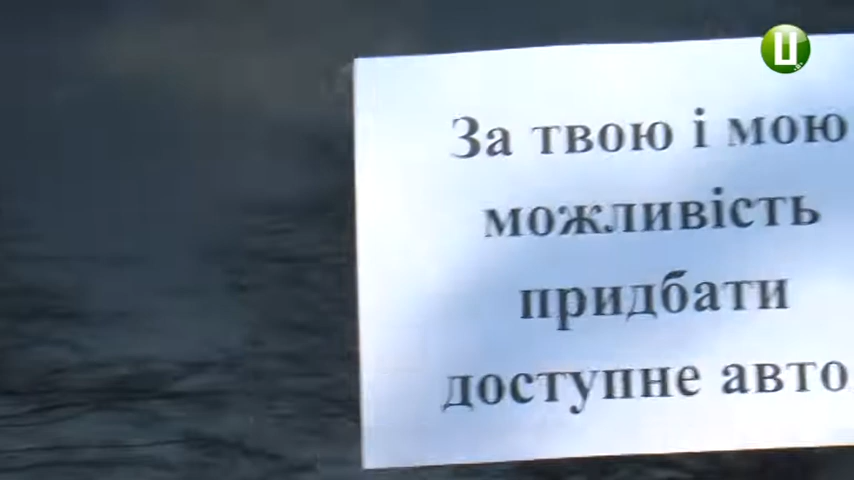 За твою і мою
можливість
придбати
доступне авто